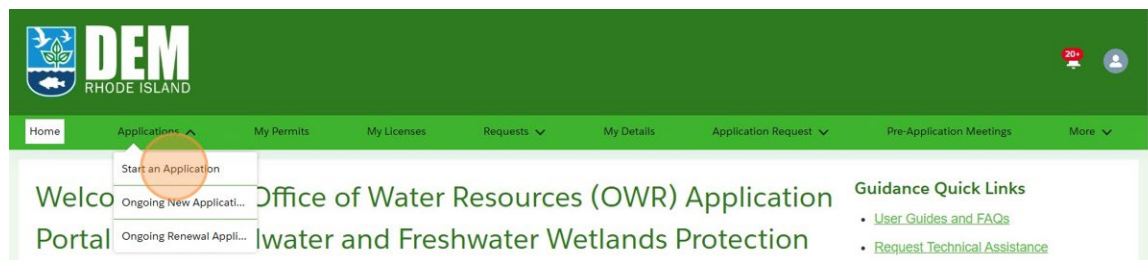 DEM
RHODE ISLAND
20+
Home Applications My Permits My Licenses Requests My Details Application Request Pre-Application Meetings More
Start an Application
Ongoing New Applicati...
Ongoing Renewal Appli...
Office of Water Resources (OWR) Application
Portal and Freshwater Wetlands Protection
Guidance Quick Links
User Guides and FAQs
Request Technical Assistance